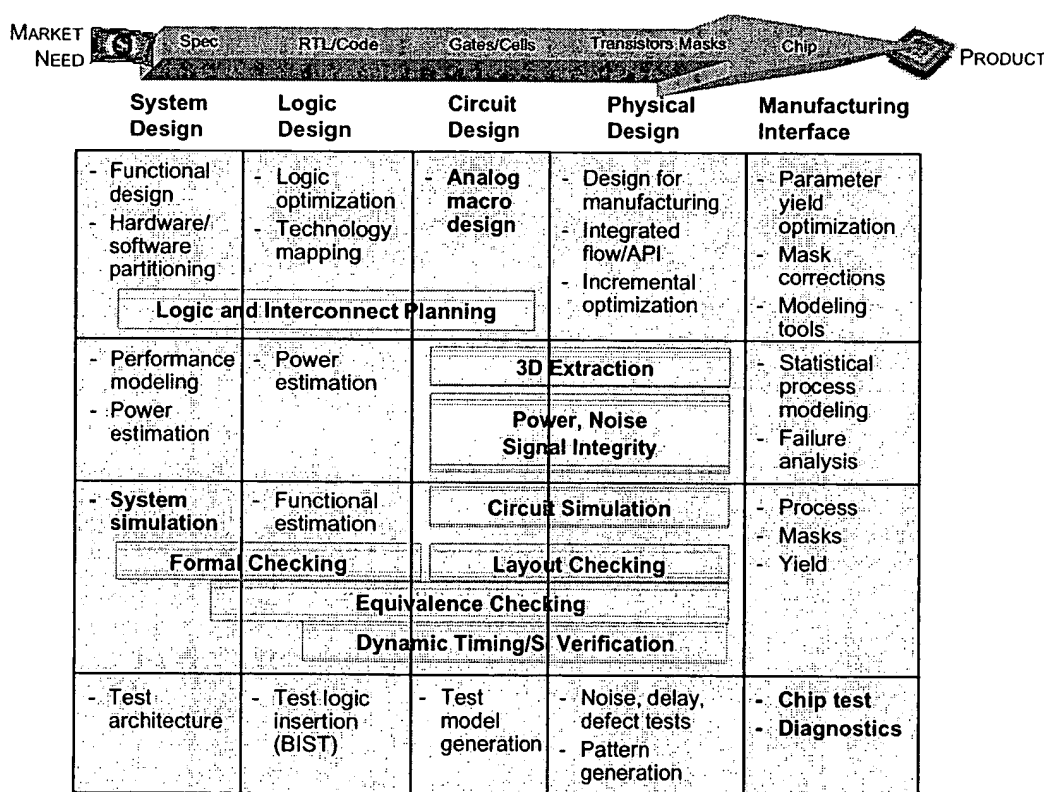 MARKET
NEED
Spec
RTL/Code
Gates/Cells
Transistors Masks
Chip
PRODUCT
System
Design
Logic
Design
Circuit
Design
Physical
Design
Manufacturing
Interface
- Functional
design
- Hardware/
software
partitioning
- Logic
optimization
- Technology
mapping
- Analog
macro
design
- Design for
manufacturing
- Integrated
flow/API
- Incremental
optimization
- Parameter
yield
optimization
- Mask
corrections
- Modeling
tools
Logic and Interconnect Planning
- Performance
modeling
- Power
estimation
- Power
estimation
3D Extraction
Power, Noise
Signal Integrity
- Statistical
process
modeling
- Failure
analysis
- System
simulation
- Functional
estimation
Circuit Simulation
- Process
- Masks
- Yield
Formal Checking
Layout Checking
Equivalence Checking
Dynamic Timing/SI Verification
- Test
architecture
- Test logic
insertion
(BIST)
- Test
model
generation
- Noise, delay,
defect tests
- Pattern
generation
- Chip test
- Diagnostics